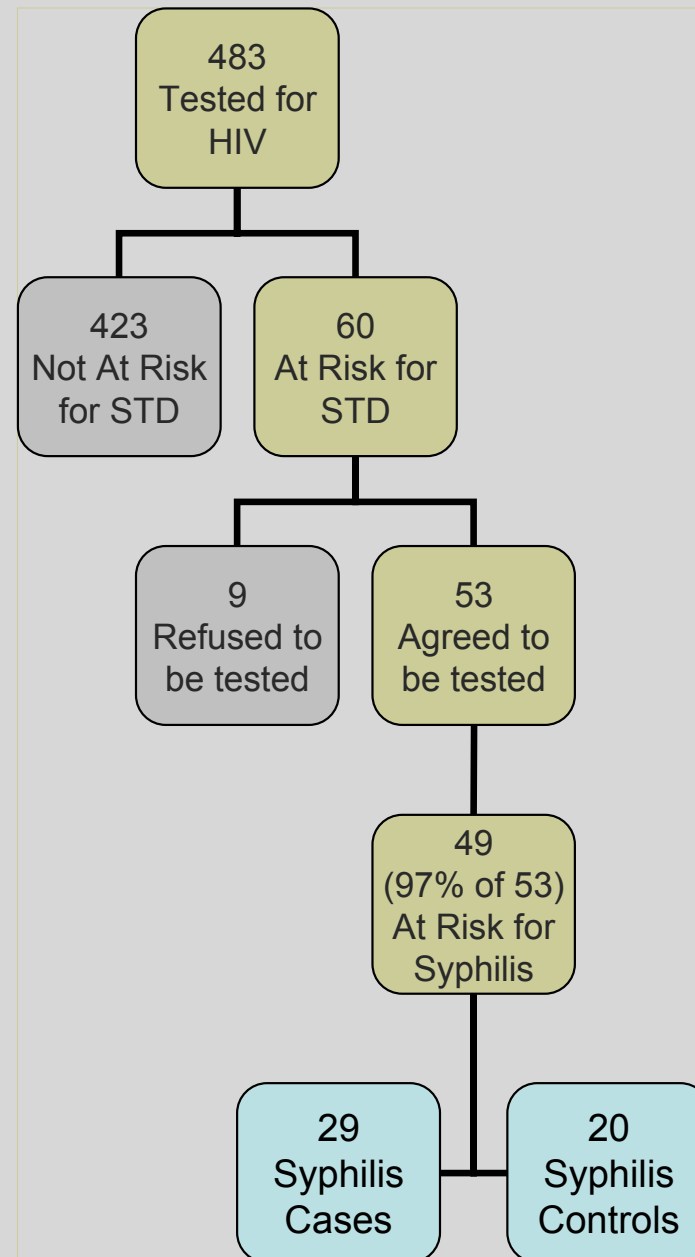 483
Tested for
HIV
423
Not At Risk
for STD
60
At Risk for
STD
9
Refused to
be tested
53
Agreed to
be tested
49
(97% of 53)
At Risk for
Syphilis
29
Syphilis
Cases
20
Syphilis
Controls